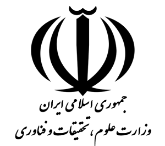 جمهوری اسلامی ایران
وزارت علوم، تحقیقات و فناوری